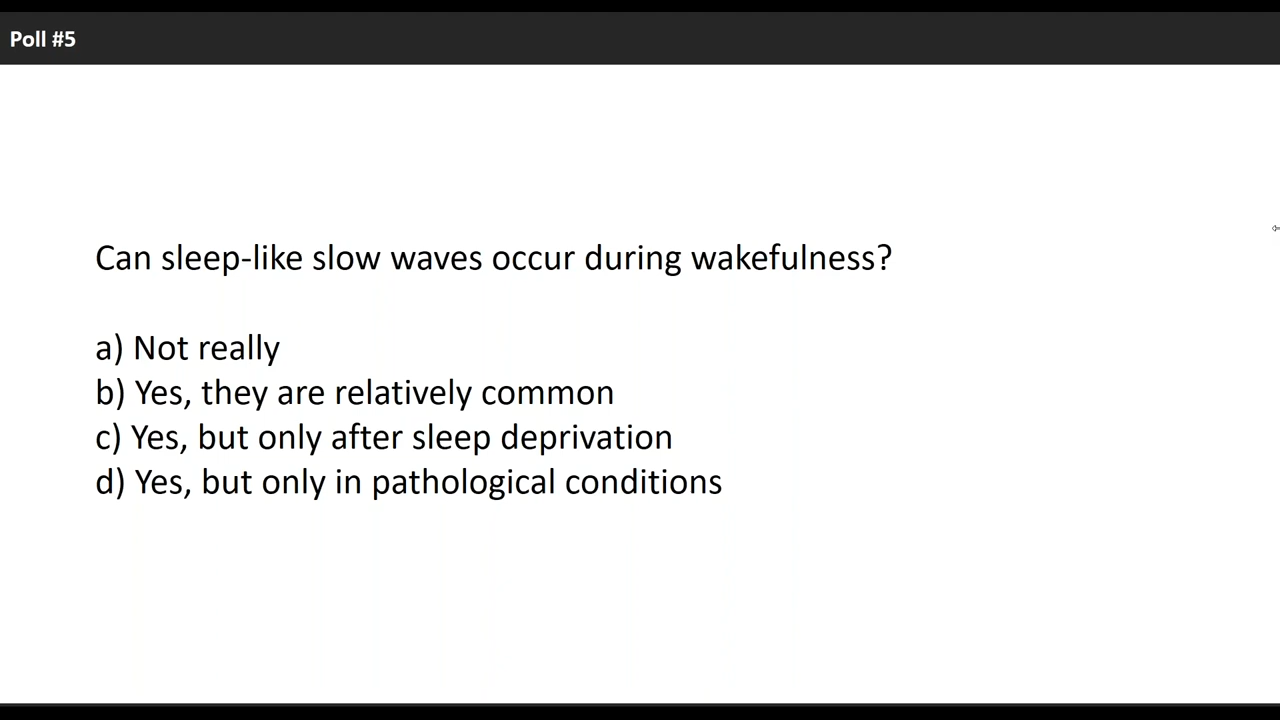 Poll #5
Can sleep-like slow waves occur during wakefulness?
a) Not really
b) Yes, they are relatively common
c) Yes, but only after sleep deprivation
d) Yes, but only in pathological conditions